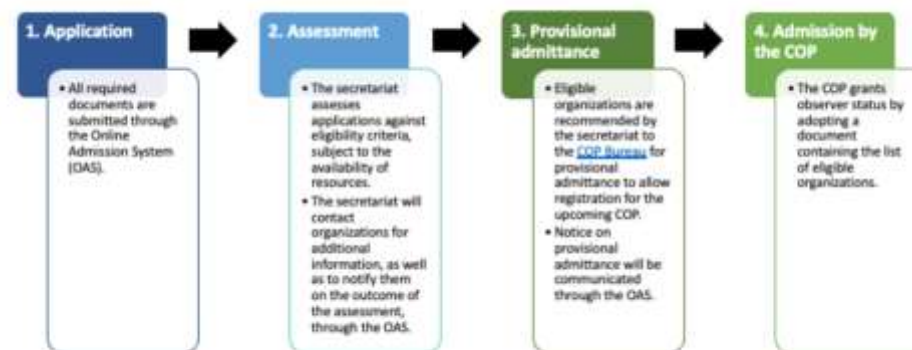 1. Application
• All required
documents are
submitted through
the Online
Admission System
(OAS).
2. Assessment
• The secretariat
assesses
applications against
eligibility criteria,
subject to the
availability of
resources.
• The secretariat will
contact
organizations for
additional
information, as well
as to notify them
on the outcome of
the assessment,
through the OAS.
3. Provisional
admittance
• Eligible
organizations are
recommended by
the secretariat to
the COP Bureau for
provisional
admittance to allow
registration for the
upcoming COP.
• Notice on
provisional
admittance will be
communicated
through the OAS.
4. Admission by
the COP
• The COP grants
observer status by
adopting a
document
containing the list
of eligible
organizations.